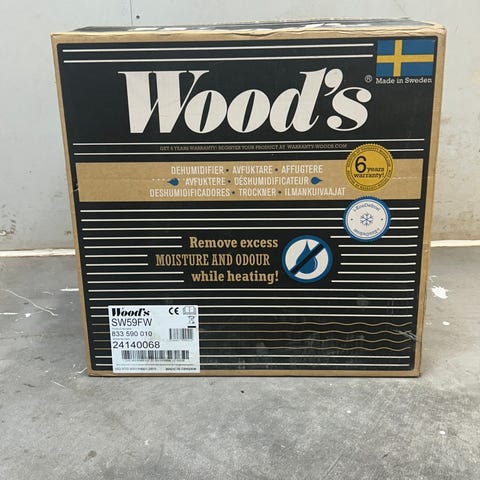 Wood's
®
Made in Sweden
GET 6 YEARS WARRANTY! REGISTER YOUR PRODUCT AT WARRANTY-WOODS.COM
DEHUMIDIFIER • AVFUKTARE • AFFUGTERE
AVFUKTERE • DÉSHUMIDIFICATEUR
DESHUMIDIFICADORES • TROCKNER • ILMANKUIVAAJAT
6 years
warranty!
Remove excess
MOISTURE AND ODOUR
while heating!
Wood's
CE
SW59FW
833 590 010
24140068